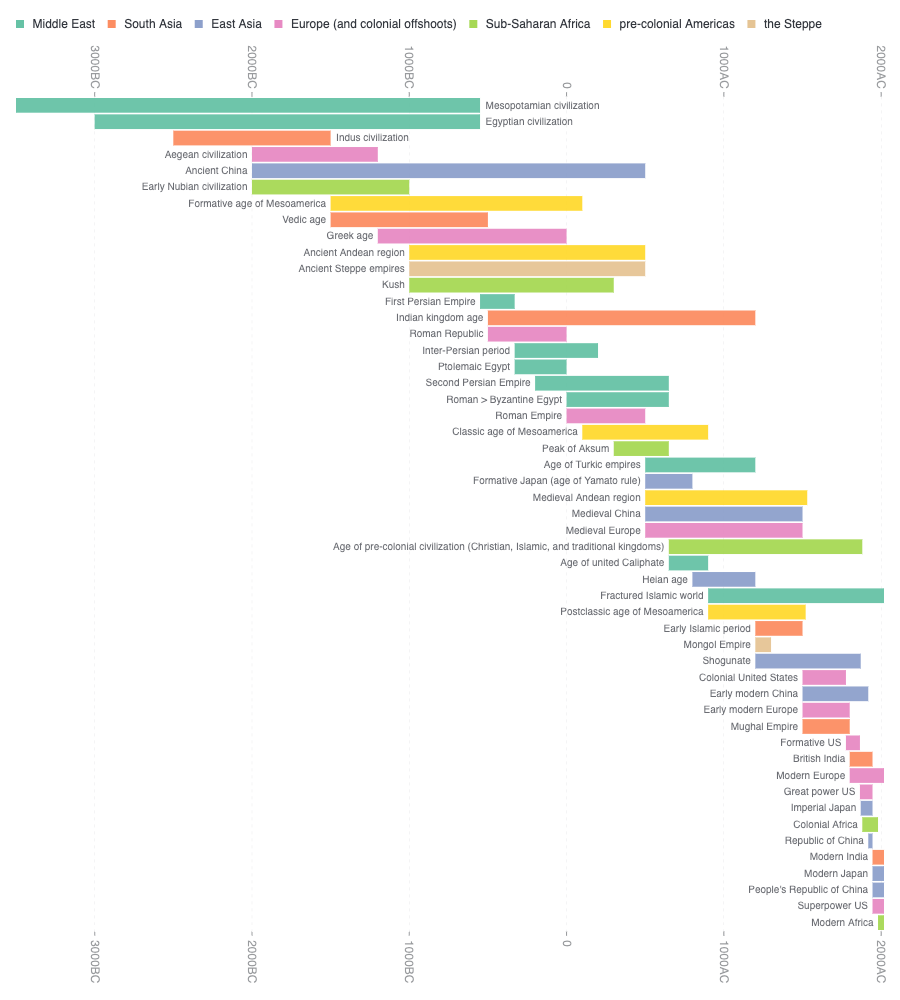 Middle East South Asia East Asia Europe (and colonial offshoots) Sub-Saharan Africa pre-colonial Americas the Steppe
3000BC 2000BC 1000BC 0 1000AC 2000AC
Mesopotamian civilization
Egyptian civilization
Indus civilization
Aegean civilization
Ancient China
Early Nubian civilization
Formative age of Mesoamerica
Vedic age
Greek age
Ancient Andean region
Ancient Steppe empires
Kush
First Persian Empire
Indian kingdom age
Roman Republic
Inter-Persian period
Ptolemaic Egypt
Second Persian Empire
Roman > Byzantine Egypt
Roman Empire
Classic age of Mesoamerica
Peak of Aksum
Age of Turkic empires
Formative Japan (age of Yamato rule)
Medieval Andean region
Medieval China
Medieval Europe
Age of pre-colonial civilization (Christian, Islamic, and traditional kingdoms)
Age of united Caliphate
Heian age
Fractured Islamic world
Postclassic age of Mesoamerica
Early Islamic period
Mongol Empire
Shogunate
Colonial United States
Early modern China
Early modern Europe
Mughal Empire
Formative US
British India
Modern Europe
Great power US
Imperial Japan
Colonial Africa
Republic of China
Modern India
Modern Japan
People's Republic of China
Superpower US
Modern Africa
3000BC 2000BC 1000BC 0 1000AC 2000AC